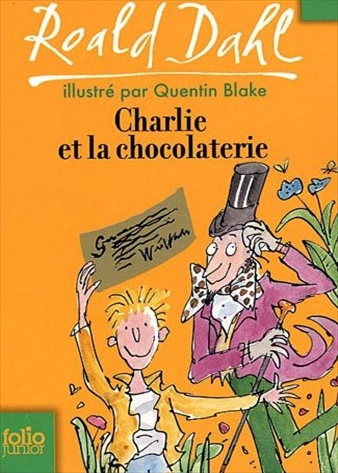 Roald Dahl
illustré par Quentin Blake
Charlie
et la chocolaterie
folio
junior